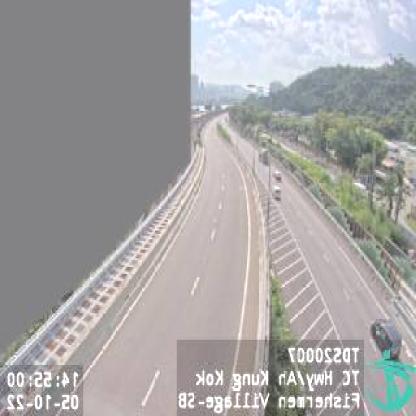 TDS20007
TC Hwy/Ah Kung Kok
Fishermen Village-SB
14:55:00
05-10-22